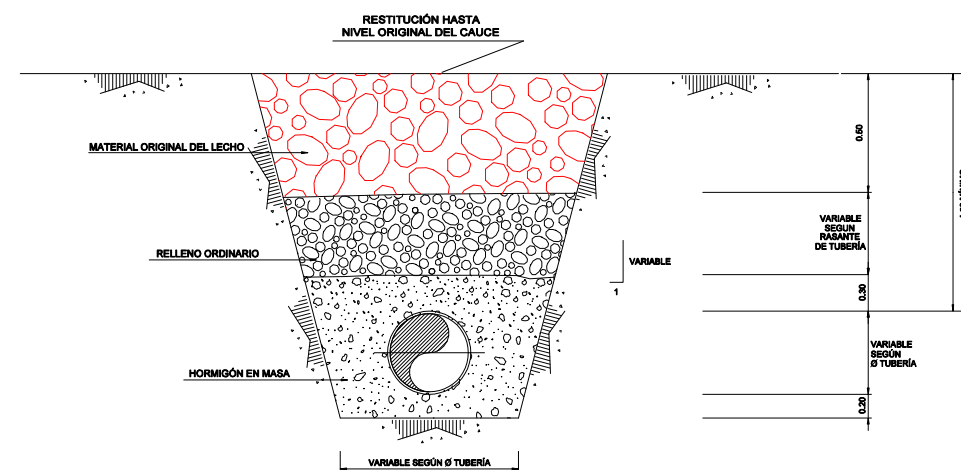 RESTITUCIÓN HASTA
NIVEL ORIGINAL DEL CAUCE
MATERIAL ORIGINAL DEL LECHO
0.60
VARIABLE
SEGUN
RASANTE
DE TUBERÍA
RELLENO ORDINARIO
VARIABLE
1
0.30
VARIABLE
SEGÚN
Ø TUBERÍA
HORMIGÓN EN MASA
0.20
VARIABLE SEGÚN Ø TUBERÍA